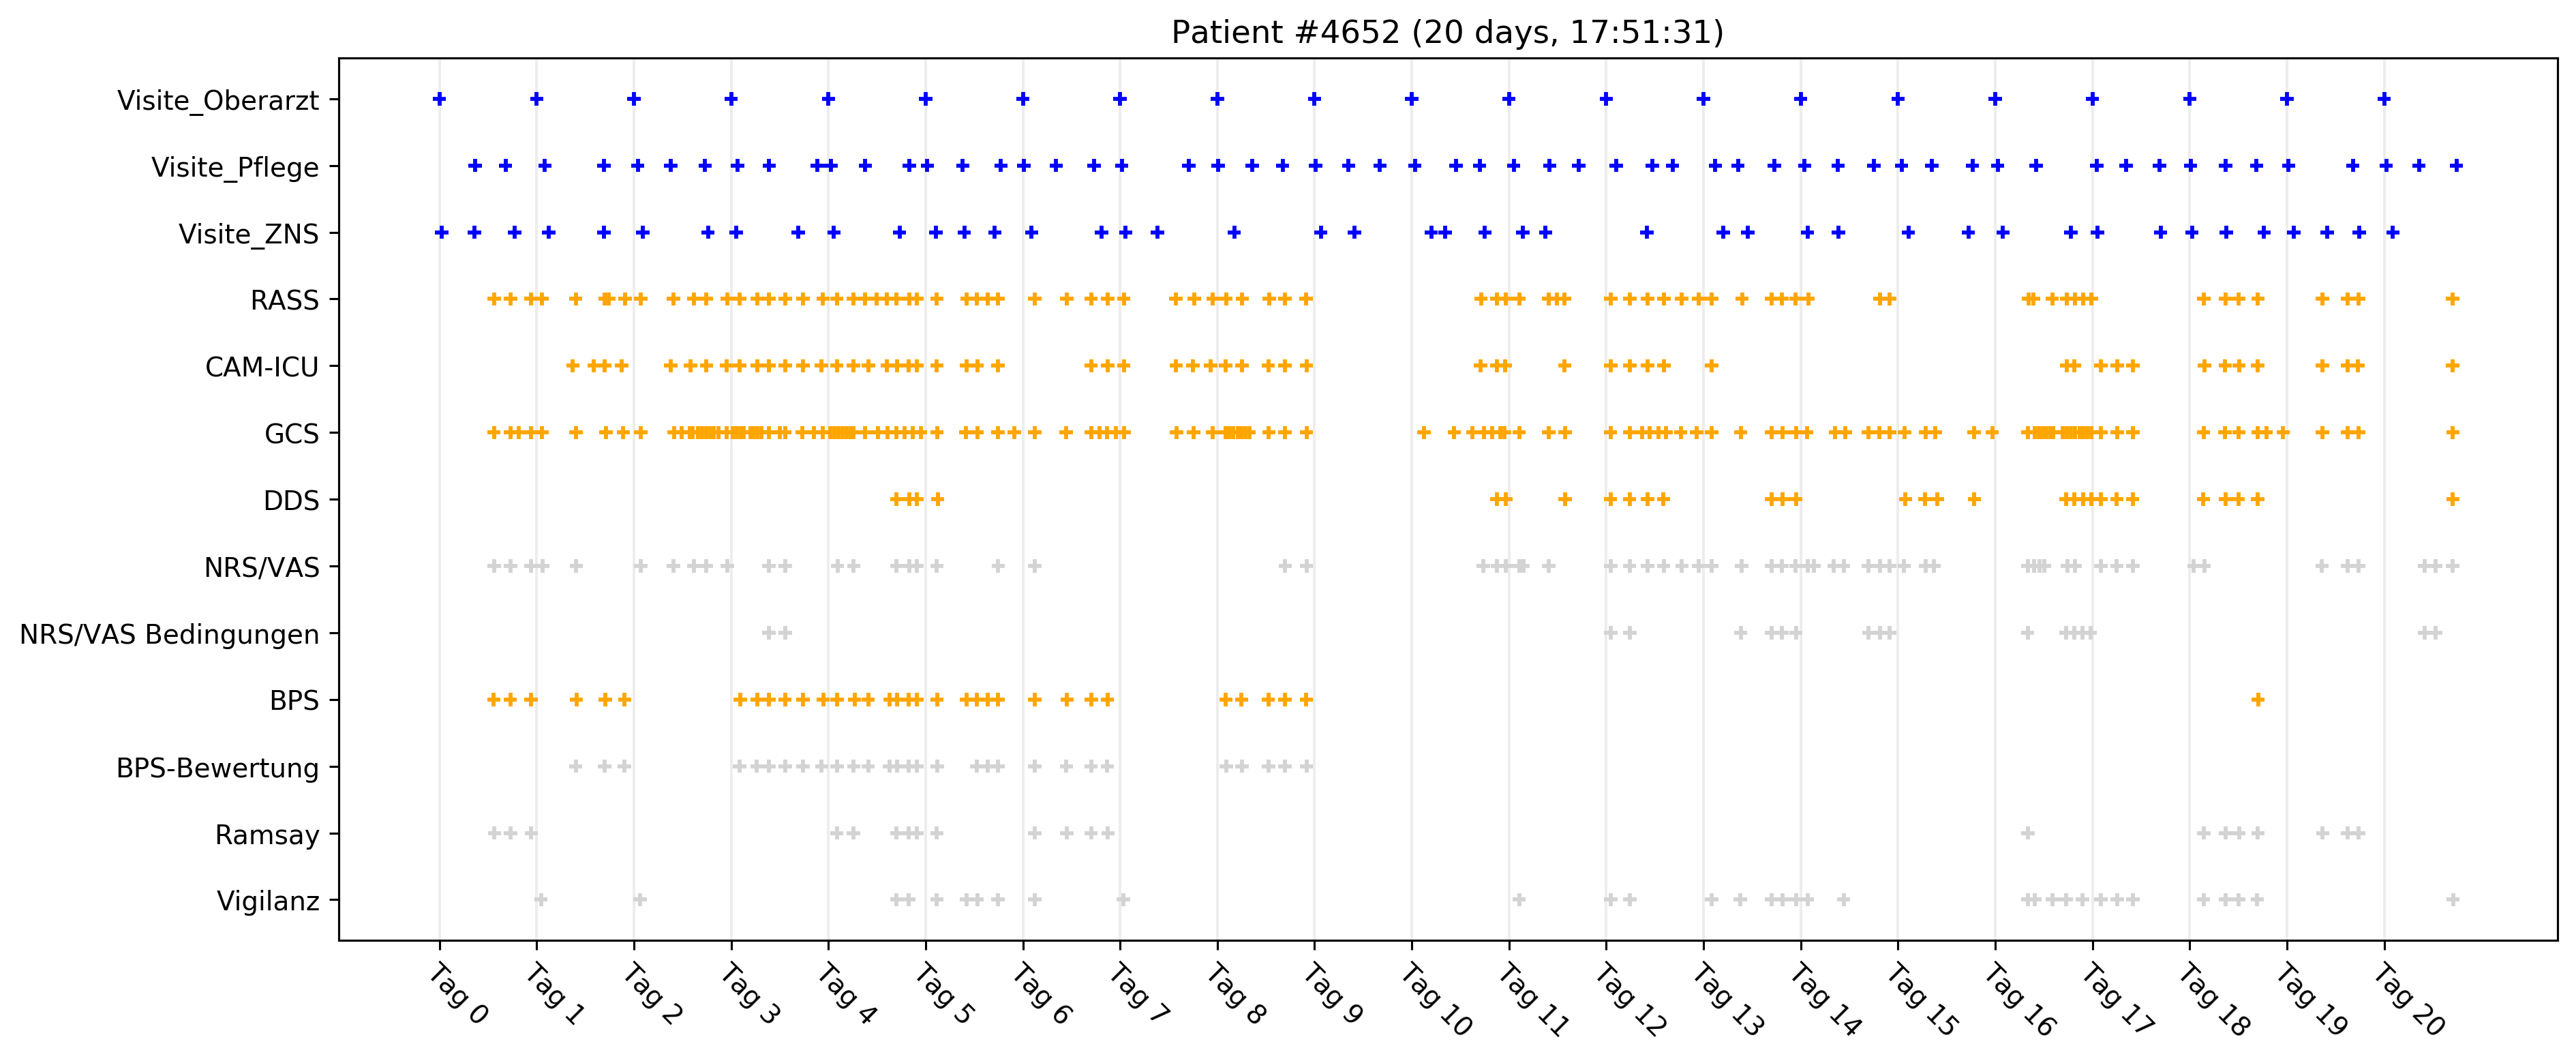 Patient #4652 (20 days, 17:51:31)
Visite_Oberarzt
Visite_Pflege
Visite_ZNS
RASS
CAM-ICU
GCS
DDS
NRS/VAS
NRS/VAS Bedingungen
BPS
BPS-Bewertung
Ramsay
Vigilanz
Tag 0
Tag 1
Tag 2
Tag 3
Tag 4
Tag 5
Tag 6
Tag 7
Tag 8
Tag 9
Tag 10
Tag 11
Tag 12
Tag 13
Tag 14
Tag 15
Tag 16
Tag 17
Tag 18
Tag 19
Tag 20